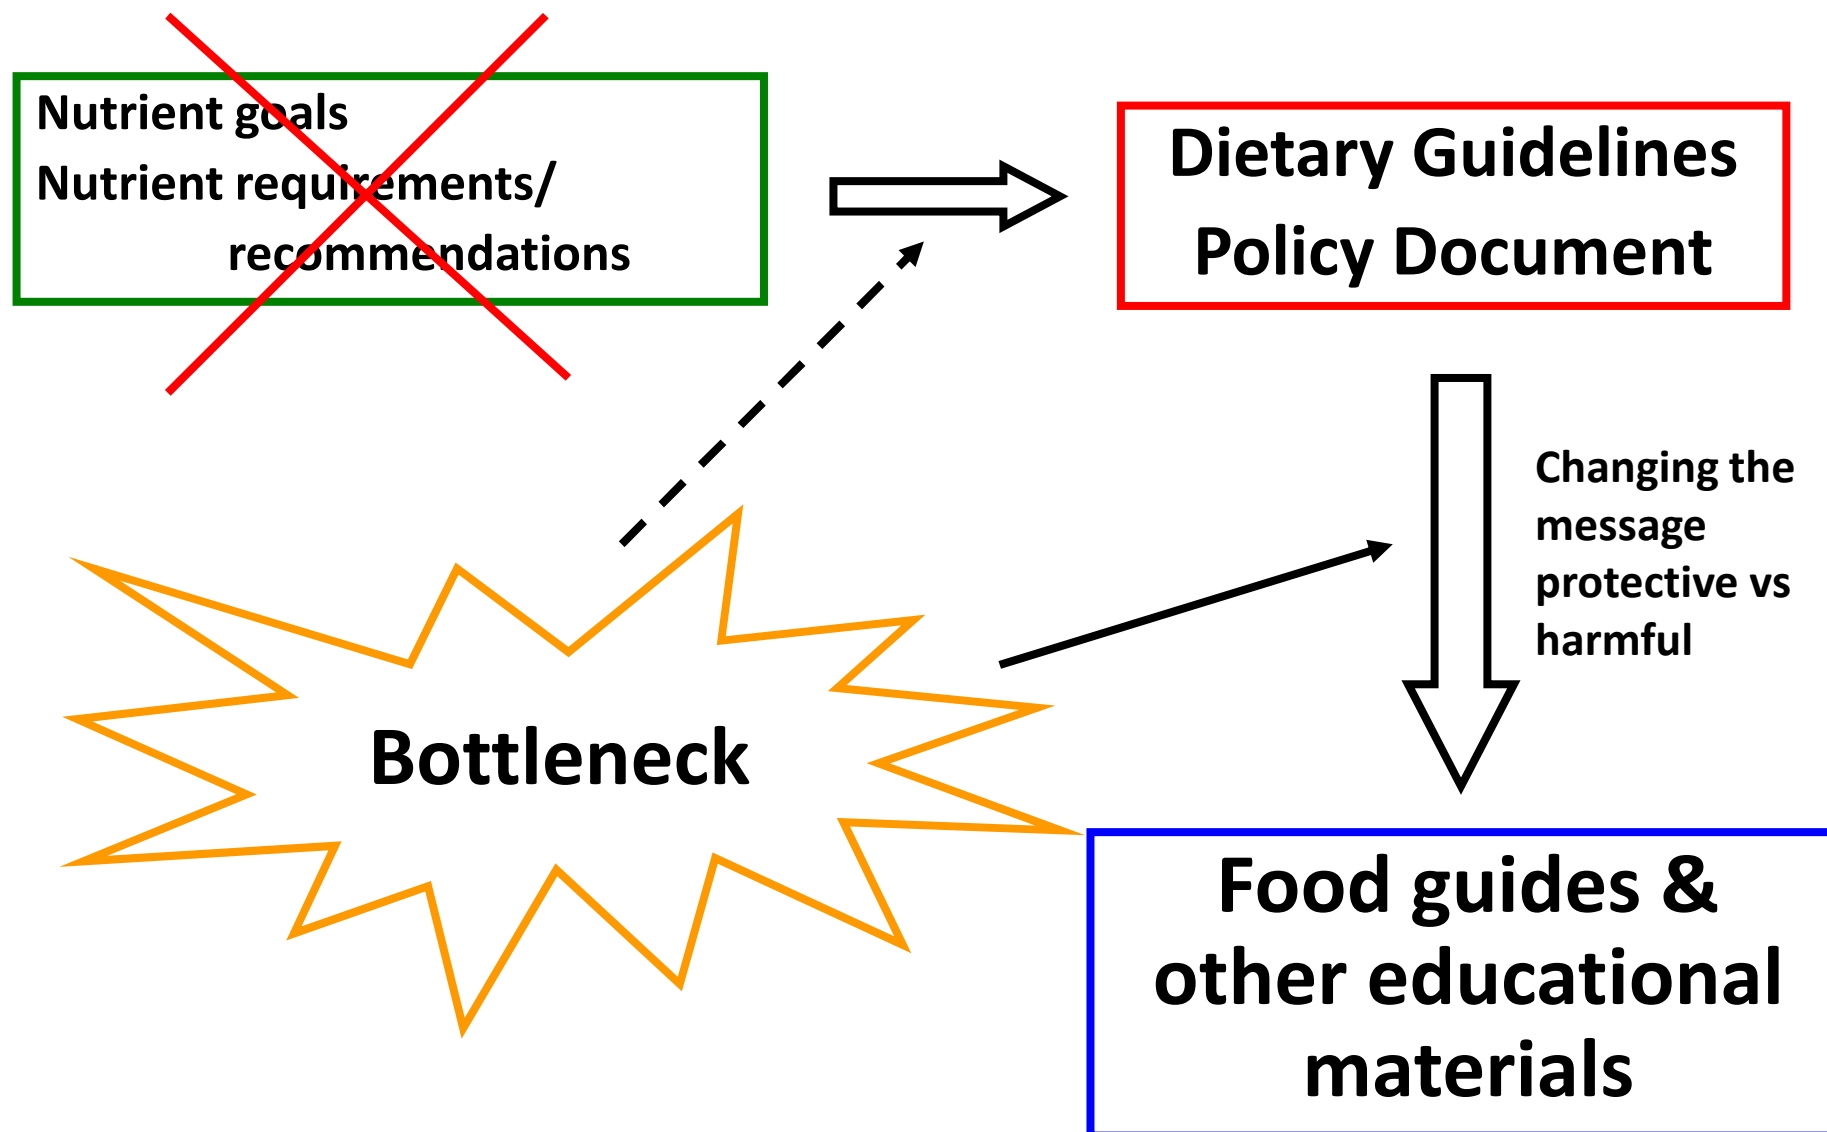 Nutrient goals
Nutrient requirements/
recommendations
Dietary Guidelines
Policy Document
Changing the
message
protective vs
harmful
Bottleneck
Food guides &
other educational
materials